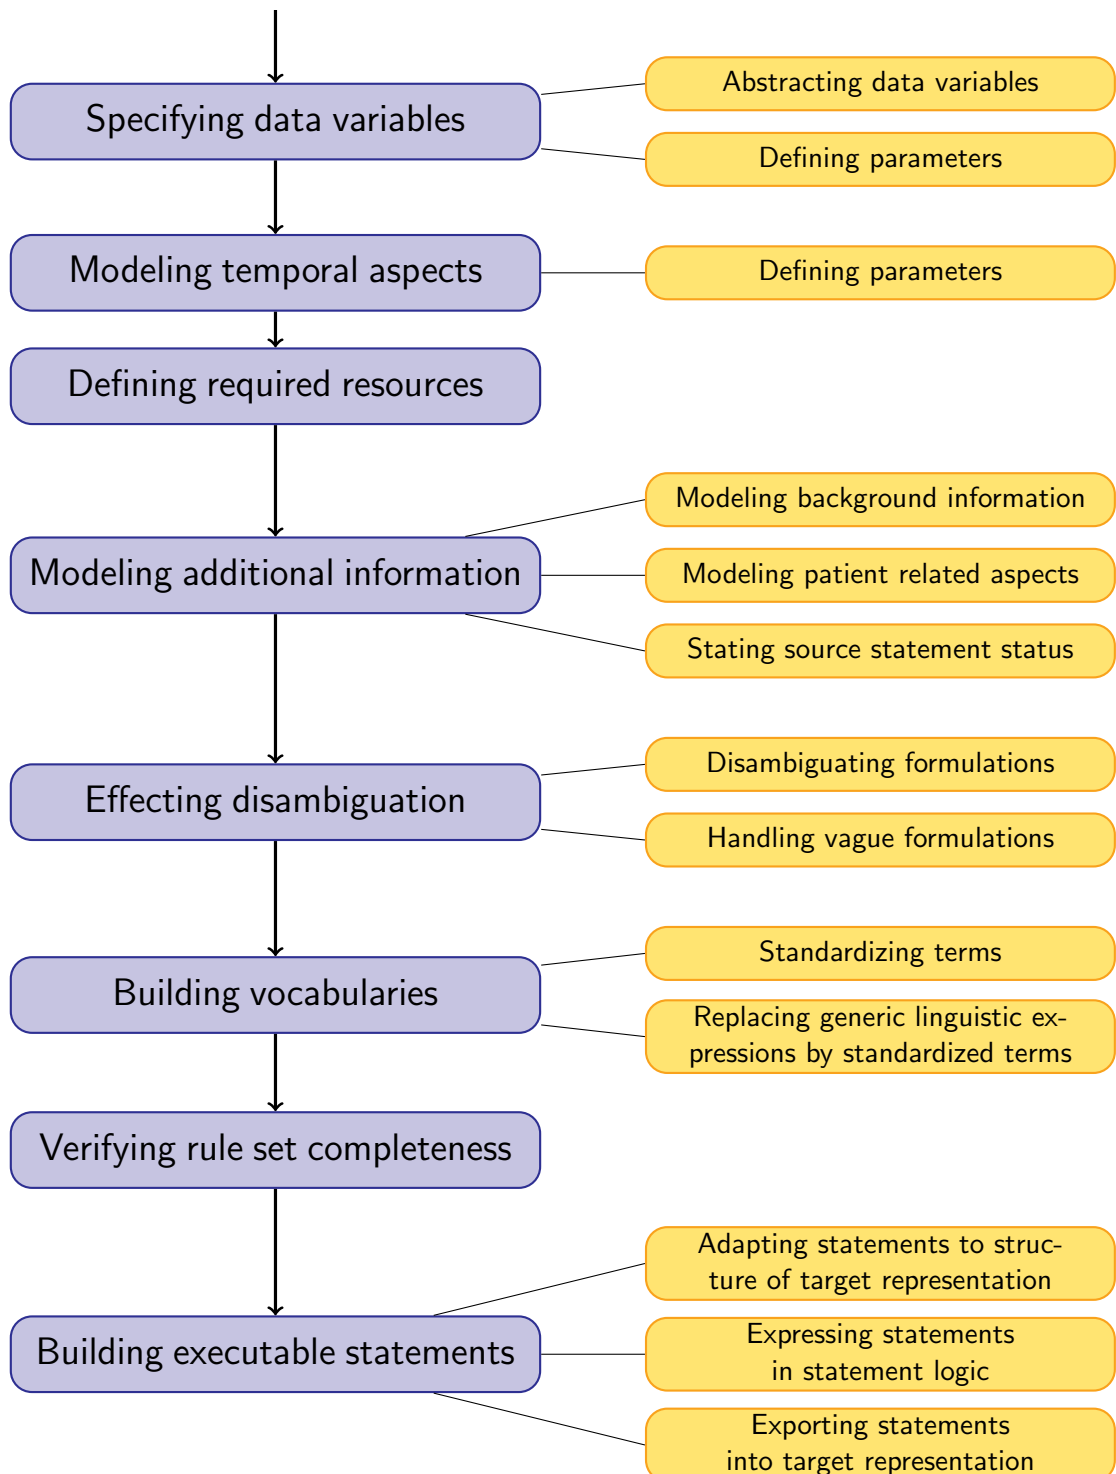 Specifying data variables
Abstracting data variables
Defining parameters
Modeling temporal aspects
Defining parameters
Defining required resources
Modeling additional information
Modeling background information
Modeling patient related aspects
Stating source statement status
Effecting disambiguation
Disambiguating formulations
Handling vague formulations
Building vocabularies
Standardizing terms
Replacing generic linguistic ex-
pressions by standardized terms
Verifying rule set completeness
Building executable statements
Adapting statements to struc-
ture of target representation
Expressing statements
in statement logic
Exporting statements
into target representation